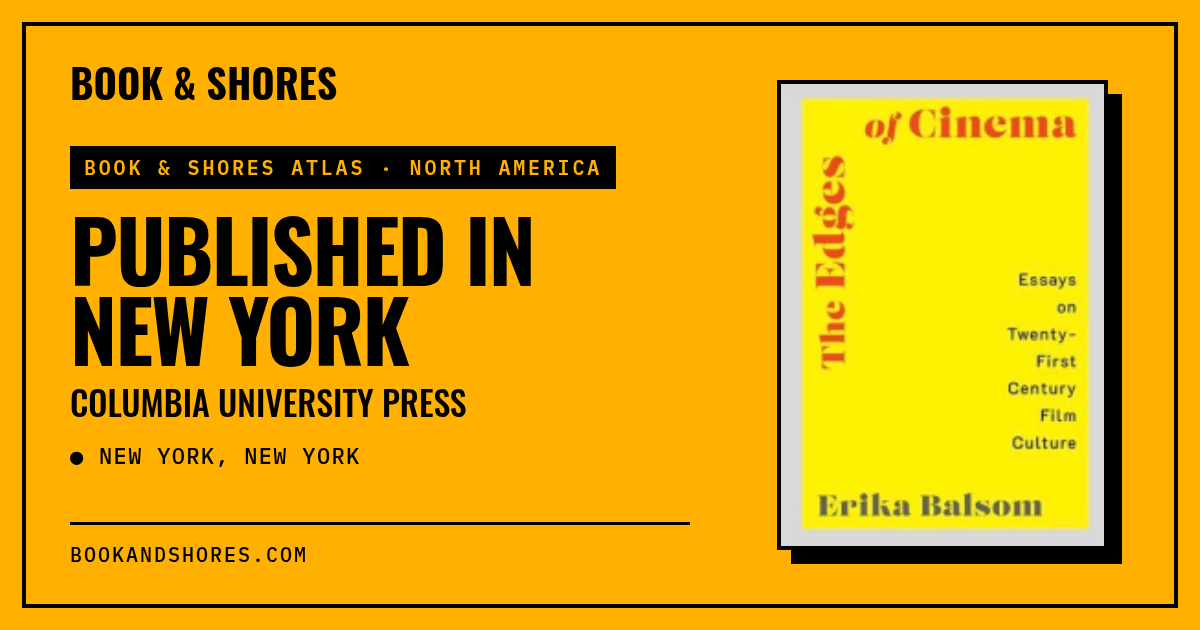 BOOK & SHORES
BOOK & SHORES ATLAS · NORTH AMERICA
PUBLISHED IN
NEW YORK
COLUMBIA UNIVERSITY PRESS
NEW YORK, NEW YORK
BOOKANDSHORES.COM
The Edges
of Cinema
Essays
on
Twenty-
First
Century
Film
Culture
Erika Balsom